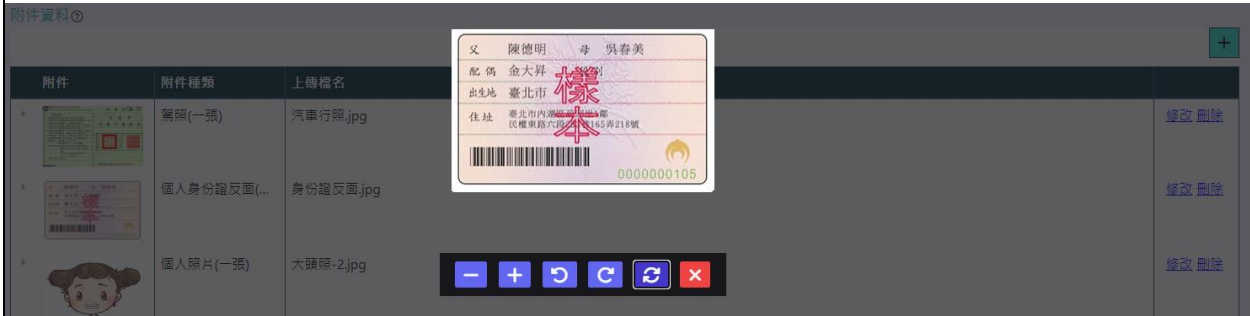 附件資料
父 陳德明 母 吳春美
配偶 金大昇
出生地 臺北市
住址 臺北市內湖
民權東路六段 165弄218號
樣本
0000000105
附件 附件種類 上傳檔名
駕照(一張) 汽車行照.jpg 修改 刪除
個人身份證反面(... 身份證反面.jpg 修改 刪除
個人照片(一張) 大頭照-2.jpg 修改 刪除